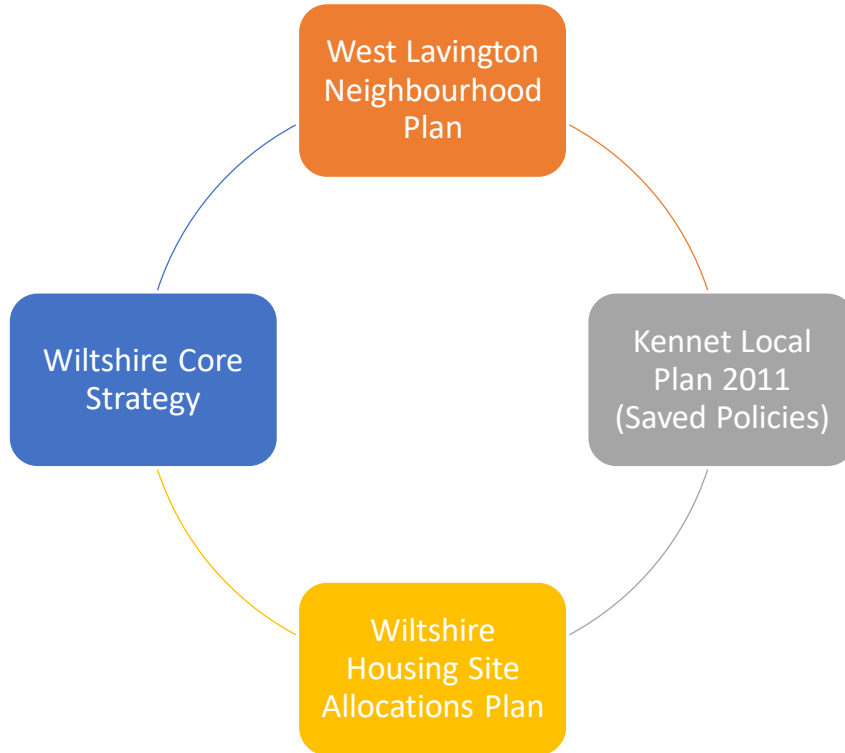 West Lavington
Neighbourhood
Plan
Wiltshire Core
Strategy
Kennet Local
Plan 2011
(Saved Policies)
Wiltshire
Housing Site
Allocations Plan